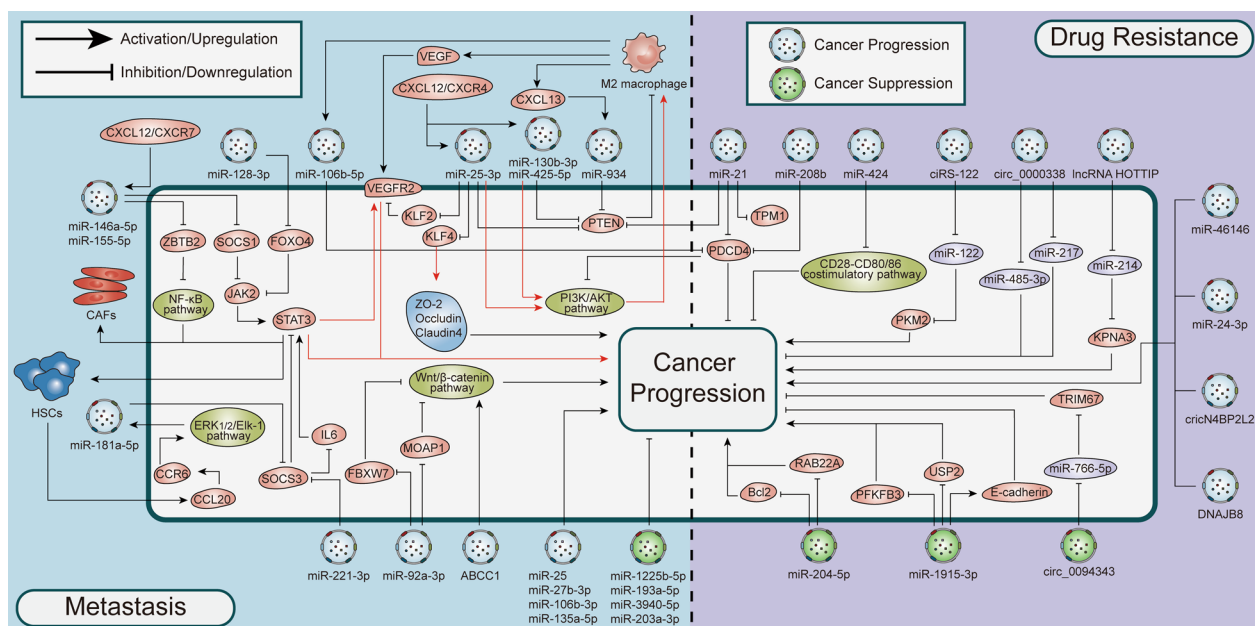 Activation/Upregulation
Inhibition/Downregulation
Drug Resistance
Cancer Progression
Cancer Suppression
VEGF
M2 macrophage
CXCL12/CXCR4
CXCL13
CXCL12/CXCR7
miR-128-3p
miR-106b-5p
miR-25-3p
miR-130b-3p
miR-425-5p
miR-934
miR-21
miR-208b
miR-424
ciRS-122
circ_0000338
lncRNA HOTTIP
miR-146a-5p
miR-155-5p
VEGFR2
KLF2
KLF4
PTEN
TPM1
PDCD4
ZBTB2
SOCS1
FOXO4
miR-46146
CD28-CD80/86
costimulatory pathway
miR-122
miR-485-3p
miR-217
miR-214
CAFs
NF-κB
pathway
JAK2
STAT3
ZO-2
Occludin
Claudin4
PI3K/AKT
pathway
PKM2
KPNA3
miR-24-3p
HSCs
Cancer
Progression
Wnt/β-catenin
pathway
miR-181a-5p
ERK1/2/Elk-1
pathway
IL6
MOAP1
FBXW7
SOCS3
CCR6
CCL20
TRIM67
cricN4BP2L2
RAB22A
Bcl2
USP2
PFKFB3
E-cadherin
miR-766-5p
DNAJB8
miR-221-3p
miR-92a-3p
ABCC1
miR-25
miR-27b-3p
miR-106b-3p
miR-135a-5p
miR-1225b-5p
miR-193a-5p
miR-3940-5p
miR-203a-3p
miR-204-5p
miR-1915-3p
circ_0094343
Metastasis